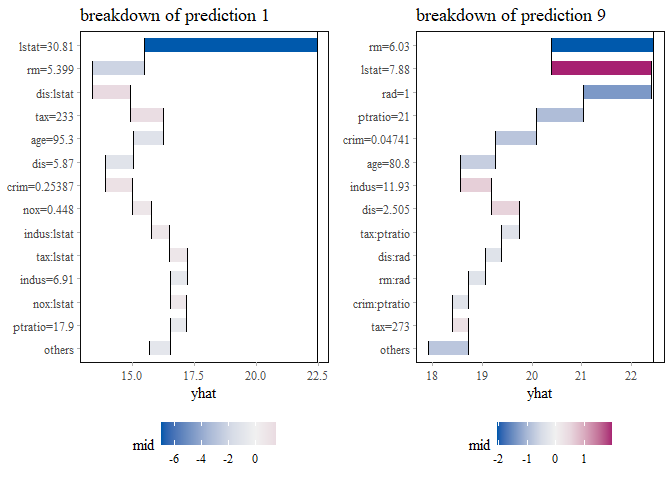 breakdown of prediction 1
lstat=30.81
rm=5.399
dis:lstat
tax=233
age=95.3
dis=5.87
crim=0.25387
nox=0.448
indus:lstat
tax:lstat
indus=6.91
nox:lstat
ptratio=17.9
others
15.0 17.5 20.0 22.5
yhat
mid
-6 -4 -2 0
breakdown of prediction 9
rm=6.03
lstat=7.88
rad=1
ptratio=21
crim=0.04741
age=80.8
indus=11.93
dis=2.505
tax:ptratio
dis:rad
rm:rad
crim:ptratio
tax=273
others
18 19 20 21 22
yhat
mid
-2 -1 0 1